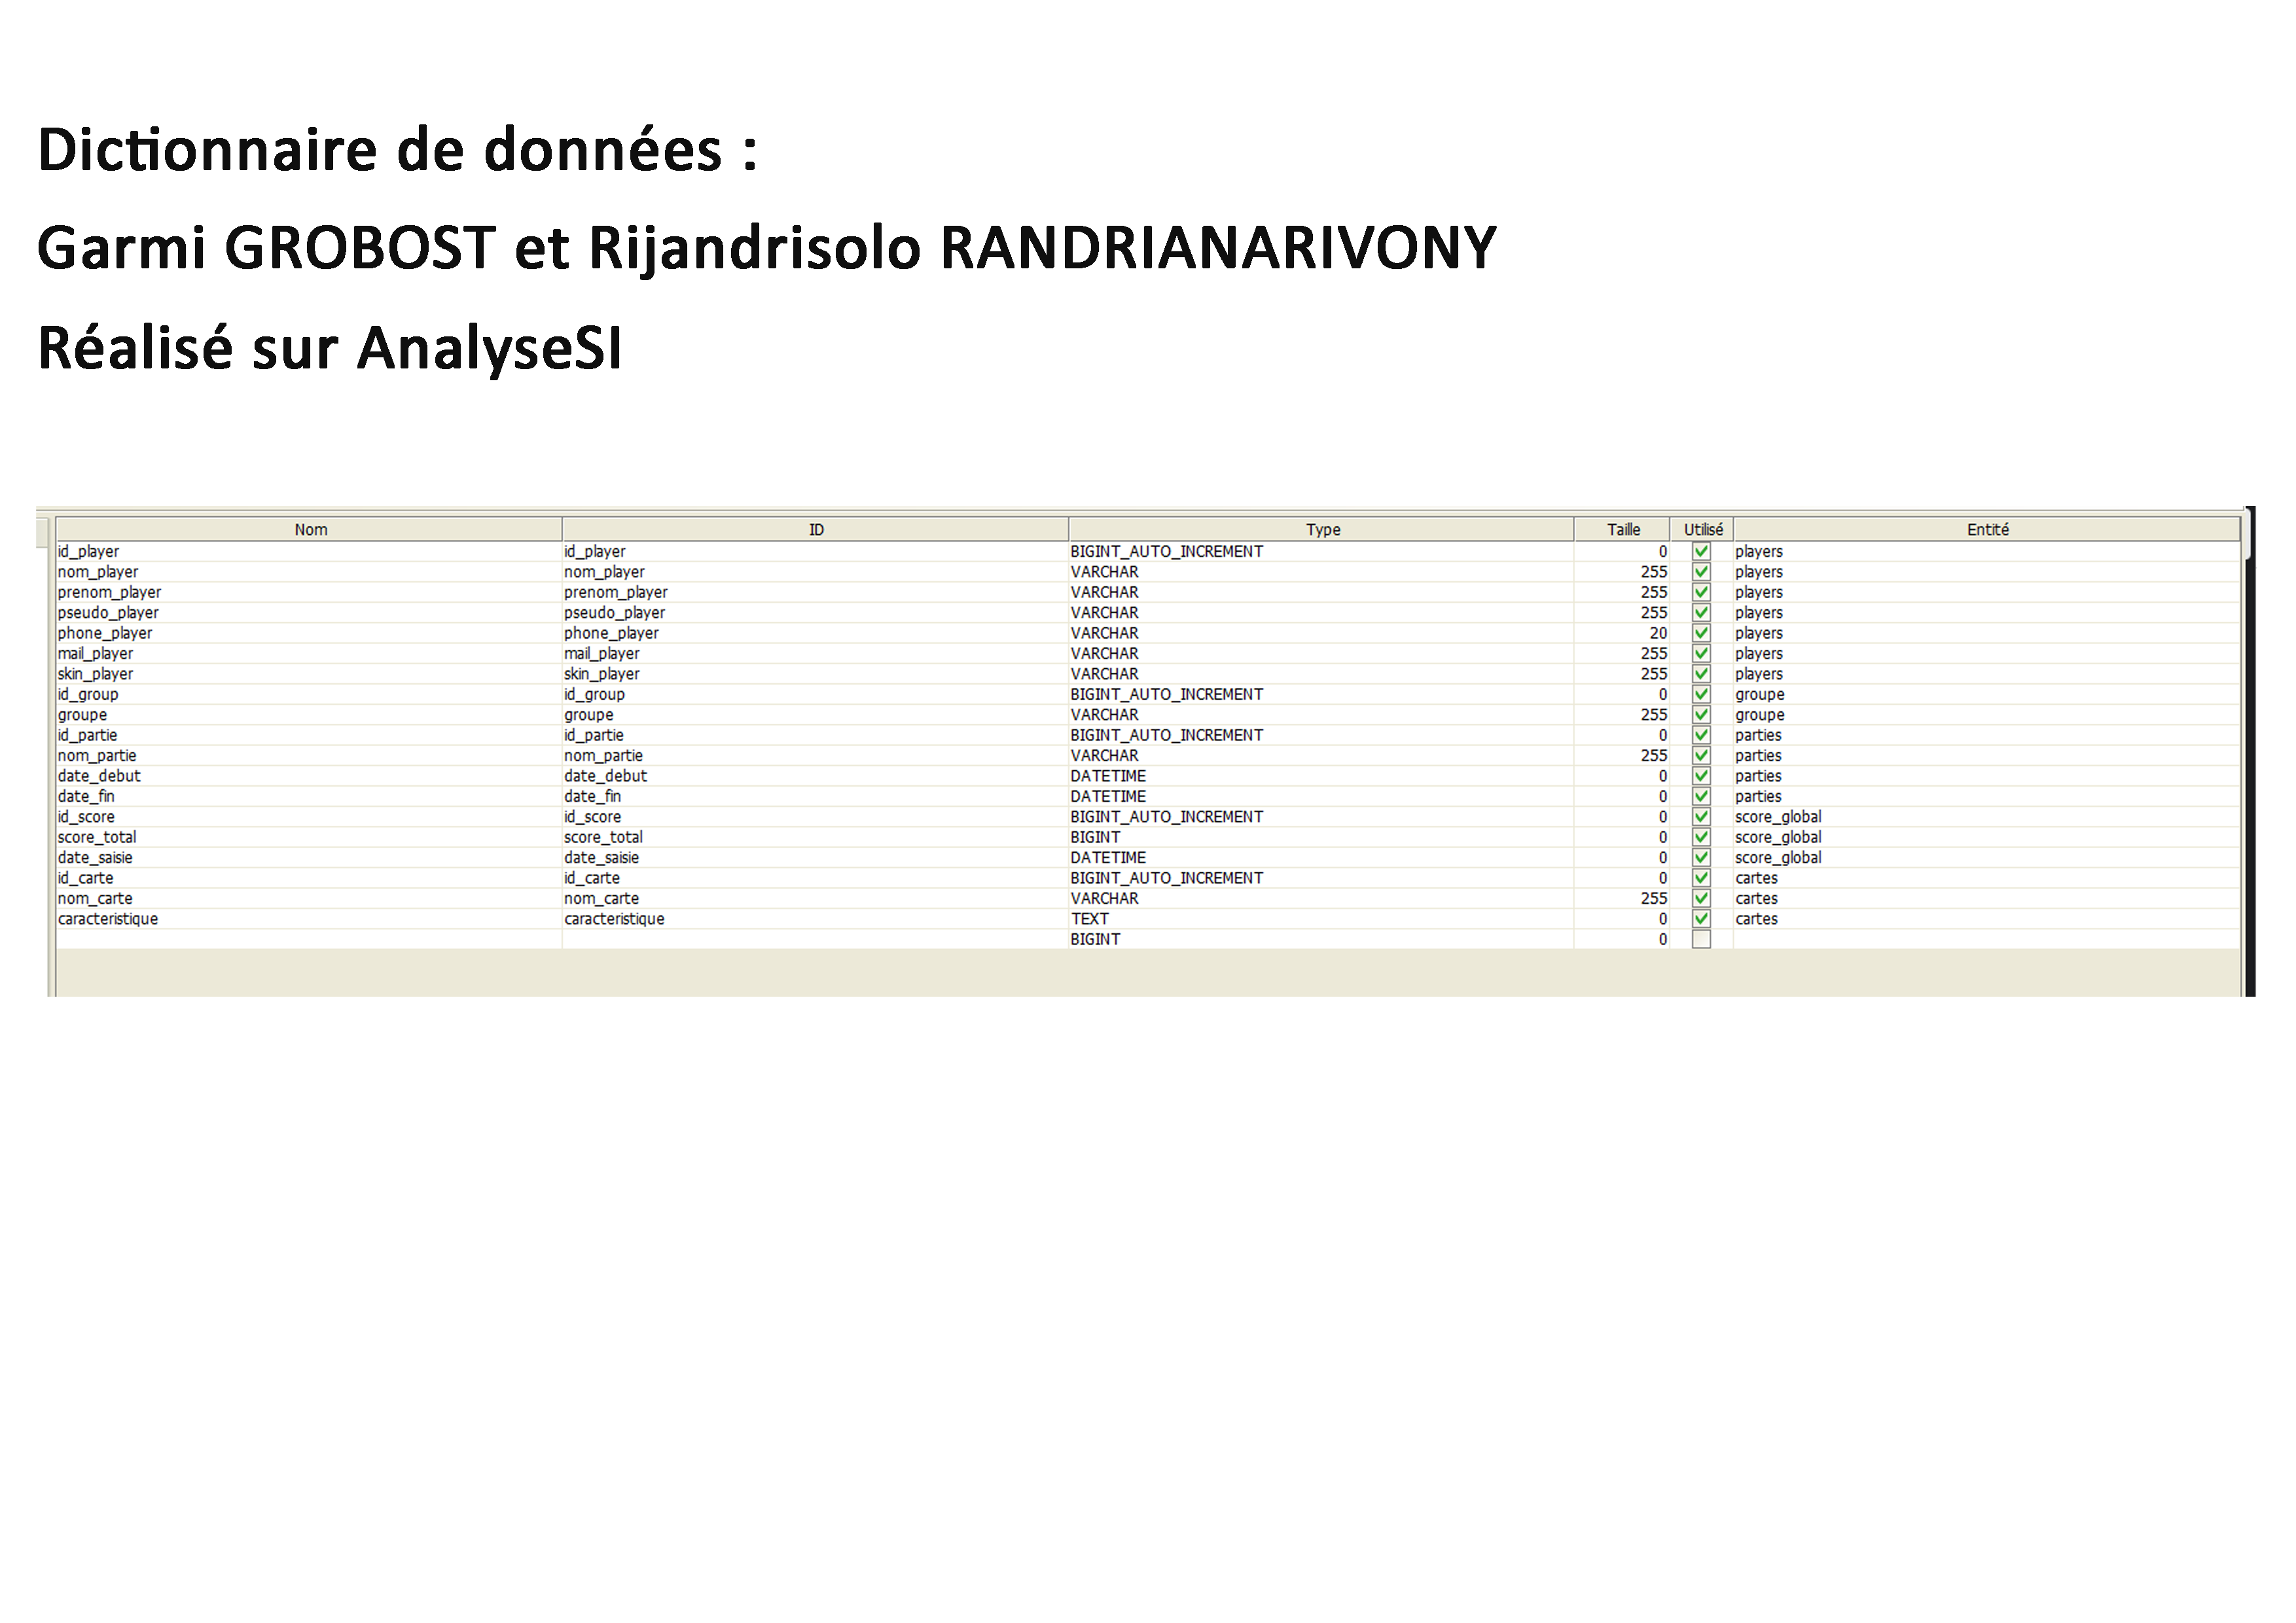 Dictionnaire de données :
Garmi GROBOST et Rijandrisolo RANDRIANARIVONY
Réalisé sur AnalyseSI
Nom ID Type Taille Utilisé Entité
id_player id_player BIGINT_AUTO_INCREMENT 0 players
nom_player nom_player VARCHAR 255 players
prenom_player prenom_player VARCHAR 255 players
pseudo_player pseudo_player VARCHAR 255 players
phone_player phone_player VARCHAR 20 players
mail_player mail_player VARCHAR 255 players
skin_player skin_player VARCHAR 255 players
id_group id_group BIGINT_AUTO_INCREMENT 0 groupe
groupe groupe VARCHAR 255 groupe
id_partie id_partie BIGINT_AUTO_INCREMENT 0 parties
nom_partie nom_partie VARCHAR 255 parties
date_debut date_debut DATETIME 0 parties
date_fin date_fin DATETIME 0 parties
id_score id_score BIGINT_AUTO_INCREMENT 0 score_global
score_total score_total BIGINT 0 score_global
date_saisie date_saisie DATETIME 0 score_global
id_carte id_carte BIGINT_AUTO_INCREMENT 0 cartes
nom_carte nom_carte VARCHAR 255 cartes
caracteristique caracteristique TEXT 0 cartes
BIGINT 0